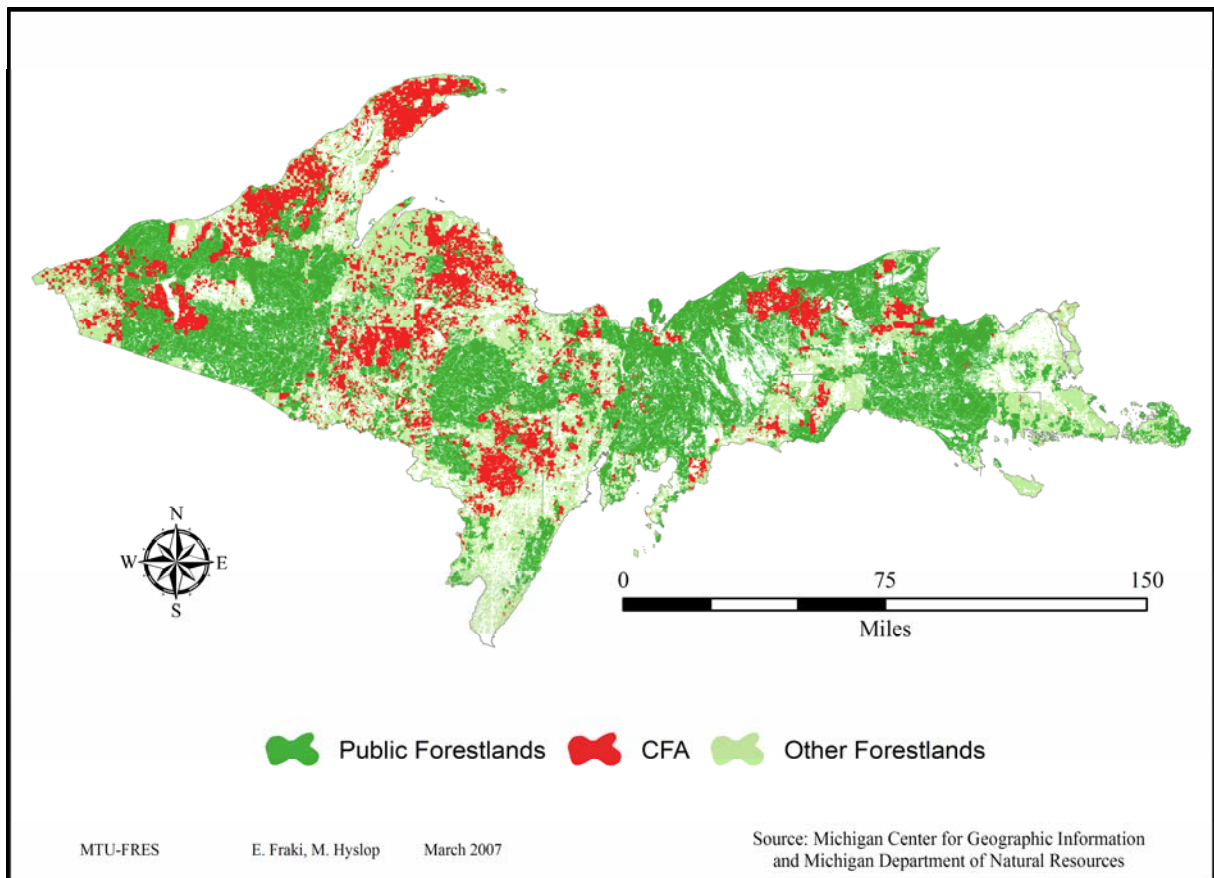 N
W E
S
0 75 150
Miles
Public Forestlands CFA Other Forestlands
MTU-FRES E. Fraki, M. Hyslop March 2007
Source: Michigan Center for Geographic Information
and Michigan Department of Natural Resources